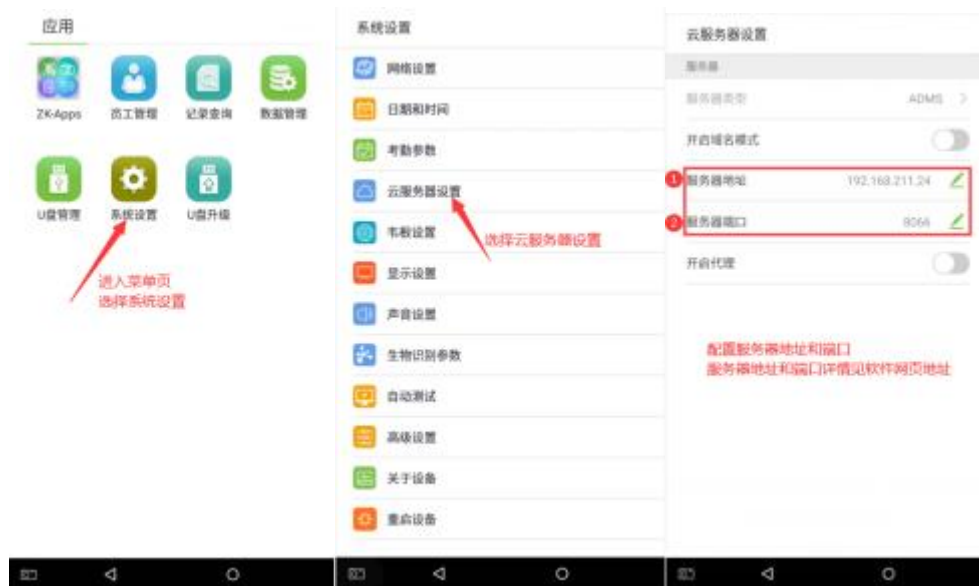 应用
ZK-Apps 员工管理 记录查询 数据管理
U盘管理 系统设置 U盘升级
进入菜单页
选择系统设置
系统设置
网络设置
日期和时间
考勤参数
云服务器设置
选择云服务器设置
韦根设置
显示设置
声音设置
生物识别参数
自动测试
高级设置
关于设备
重启设备
云服务器设置
服务器
服务器类型 ADMS
开启域名模式
1 服务器地址 192.168.211.24
2 服务器端口 8066
开启代理
配置服务器地址和端口
服务器地址和端口详情见软件网页地址